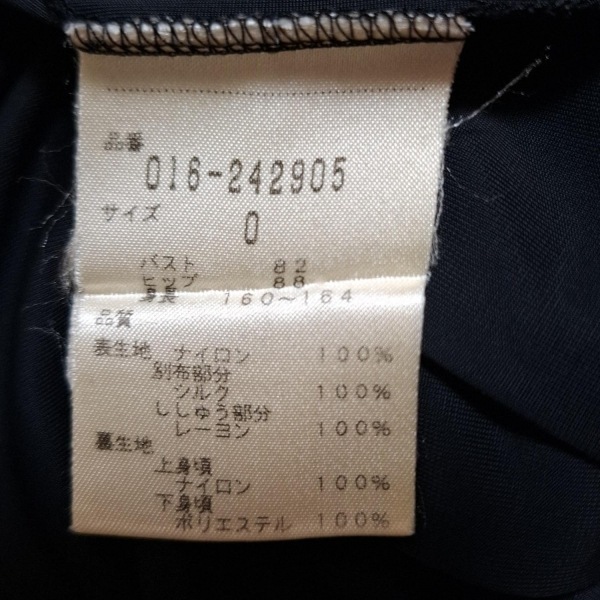 品番
016-242905
サイズ
0
バスト 82
ヒップ 88
身長 160~164
品質
表生地 ナイロン 100%
別布部分
シルク 100%
ししゅう部分
レーヨン 100%
裏生地
上身頃
ナイロン 100%
下身頃
ポリエステル 100%